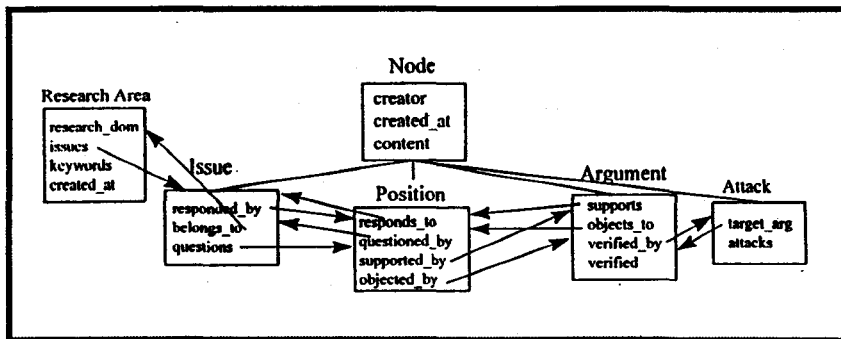 Node
creator
created_at
content
Research Area
research_dom
issues
keywords
created_at
Issue
responded_by
belongs_to
questions
Position
responds_to
questioned_by
supported_by
objected_by
Argument
supports
objects_to
verified_by
verified
Attack
target_arg
attacks